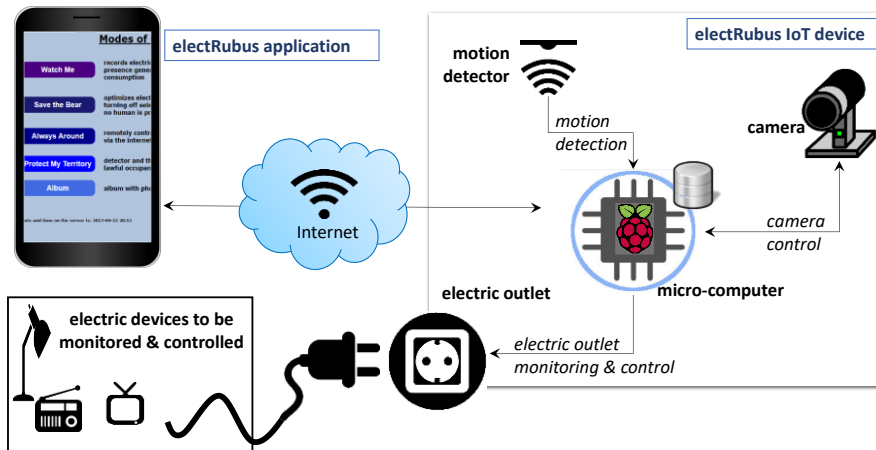 electRubus application
electRubus IoT device
Modes of
Watch Me
records electric
presence gene
consumption
Save the Bear
optimizes elect
turning off sele
no human is pr
Always Around
remotely contr
via the internet
Protect My Territory
detector and th
lawful occupan
Album
album with pho
motion
detector
motion
detection
camera
Internet
camera
control
micro-computer
electric outlet
electric outlet
monitoring & control
electric devices to be
monitored & controlled